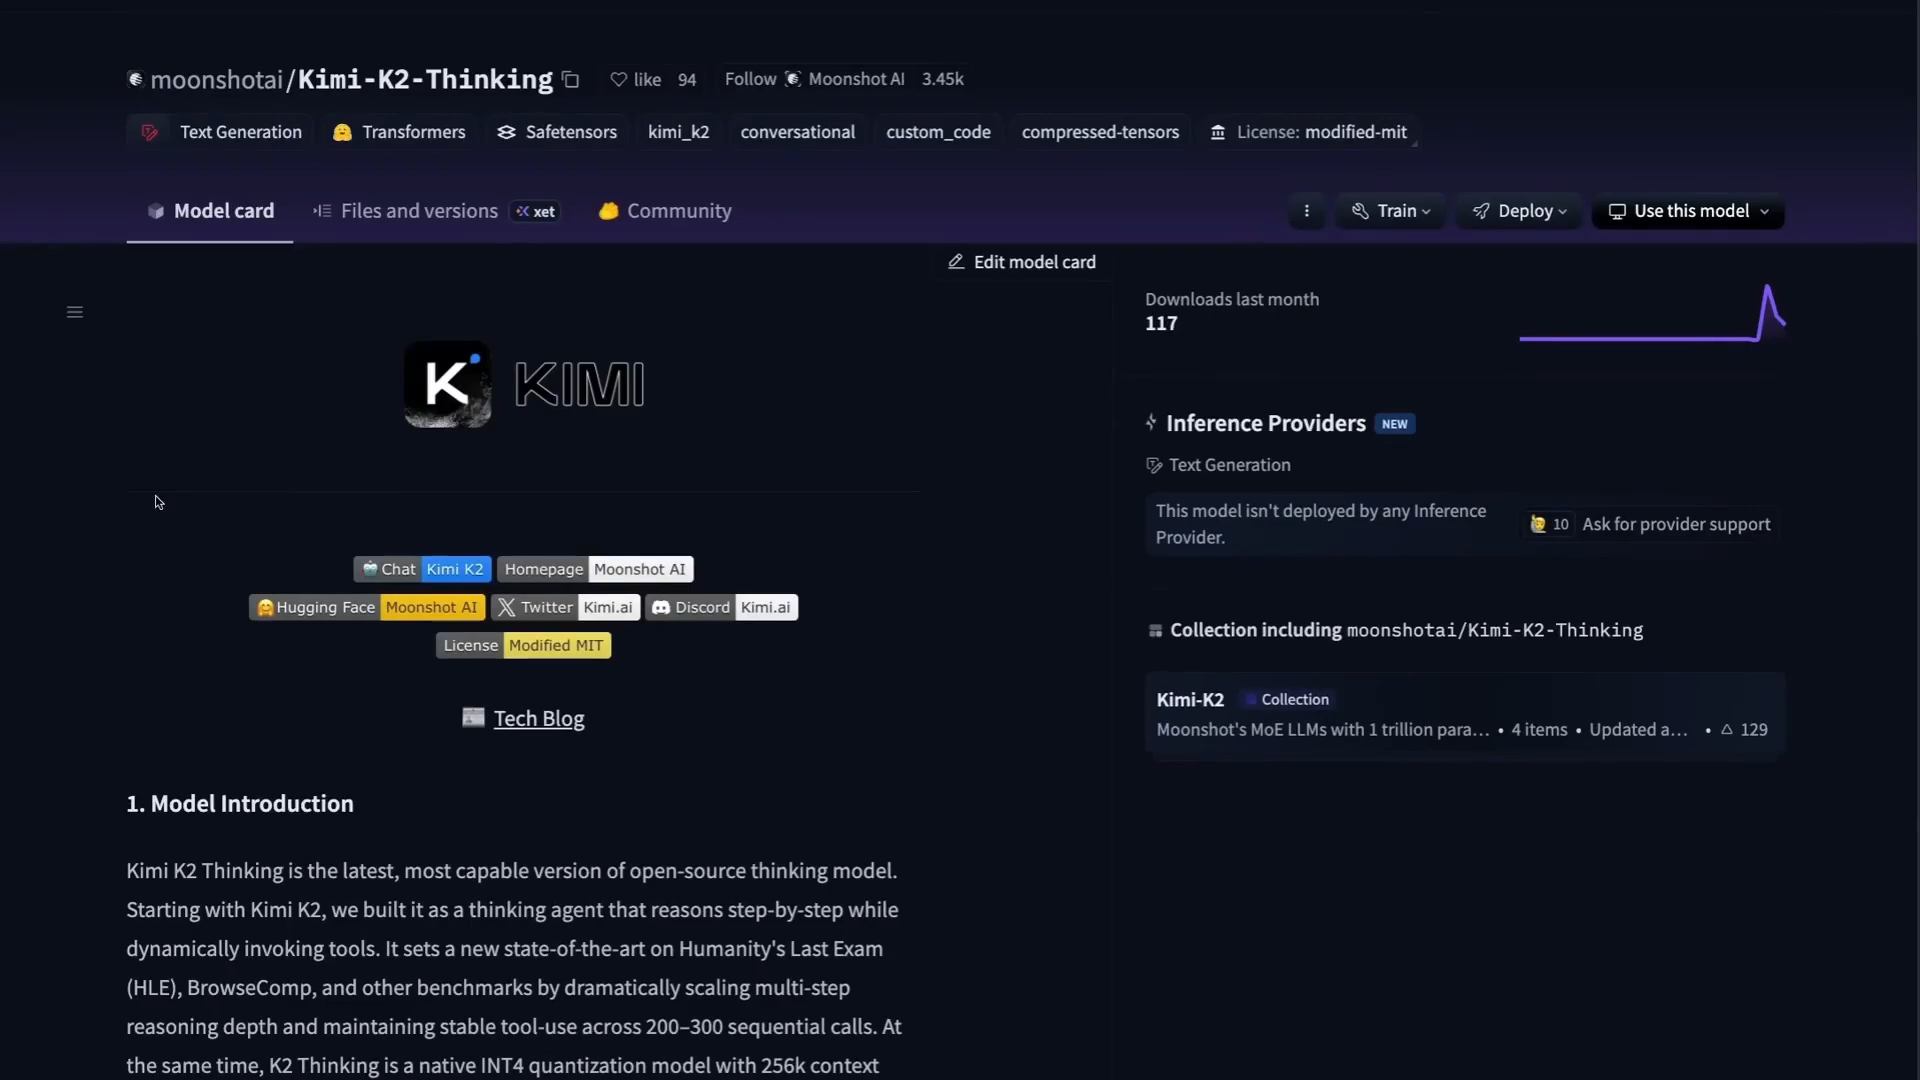 moonshotai/Kimi-K2-Thinking like 94 Follow Moonshot AI 3.45k
Text Generation Transformers Safetensors kimi_k2 conversational custom_code compressed-tensors License: modified-mit
Model card Files and versions xet Community Train Deploy Use this model
Edit model card
Downloads last month
117
K KIMI
Inference Providers NEW
Text Generation
This model isn't deployed by any Inference
Provider.
10 Ask for provider support
Chat Kimi K2 Homepage Moonshot AI
Hugging Face Moonshot AI Twitter Kimi.ai Discord Kimi.ai
License Modified MIT
Collection including moonshotai/Kimi-K2-Thinking
Kimi-K2 Collection
Moonshot's MoE LLMs with 1 trillion para... • 4 items • Updated a... • 129
Tech Blog
1. Model Introduction
Kimi K2 Thinking is the latest, most capable version of open-source thinking model.
Starting with Kimi K2, we built it as a thinking agent that reasons step-by-step while
dynamically invoking tools. It sets a new state-of-the-art on Humanity's Last Exam
(HLE), BrowseComp, and other benchmarks by dramatically scaling multi-step
reasoning depth and maintaining stable tool-use across 200–300 sequential calls. At
the same time, K2 Thinking is a native INT4 quantization model with 256k context